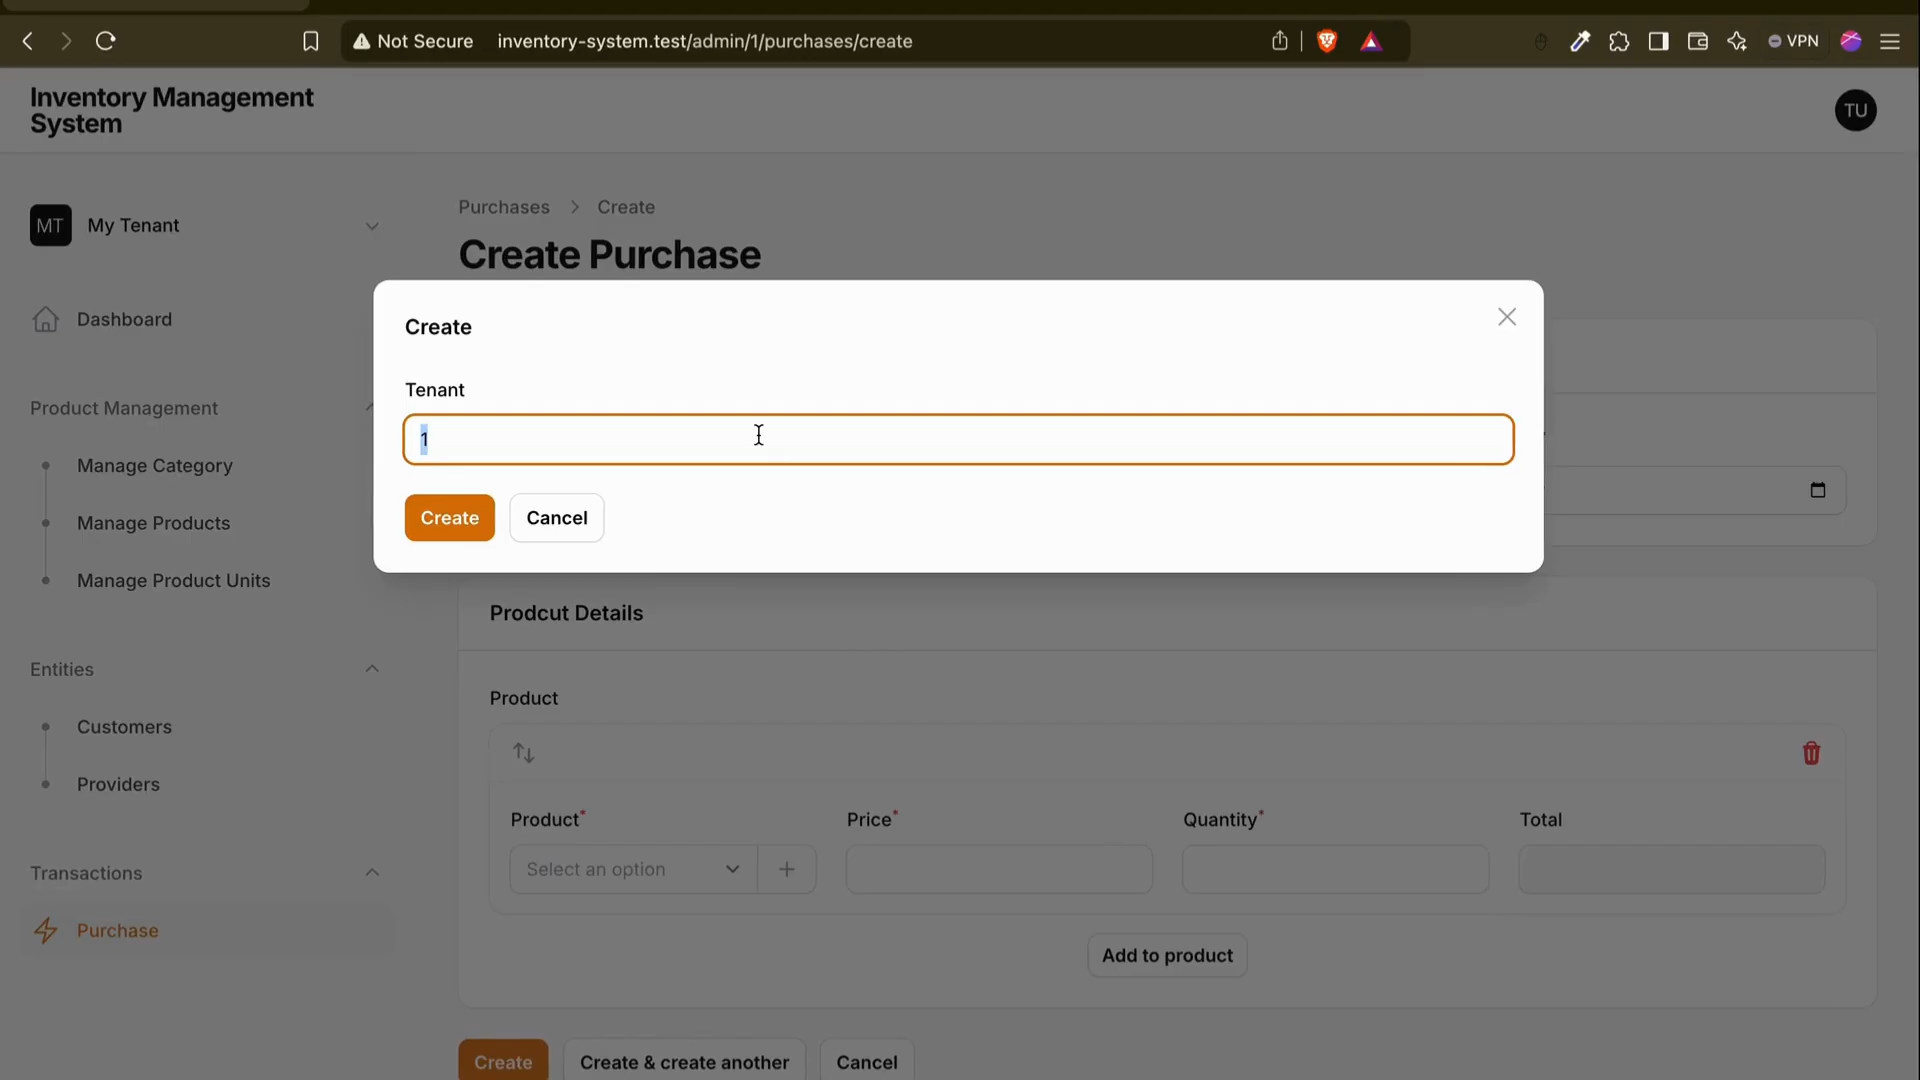 Not Secure inventory-system.test/admin/1/purchases/create
VPN
Inventory Management
System
TU
MT My Tenant
Dashboard
Product Management
Manage Category
Manage Products
Manage Product Units
Entities
Customers
Providers
Transactions
Purchase
Purchases > Create
Create Purchase
Create
Tenant
1
Create Cancel
Prodcut Details
Product
Product* Price* Quantity* Total
Select an option
Add to product
Create Create & create another Cancel